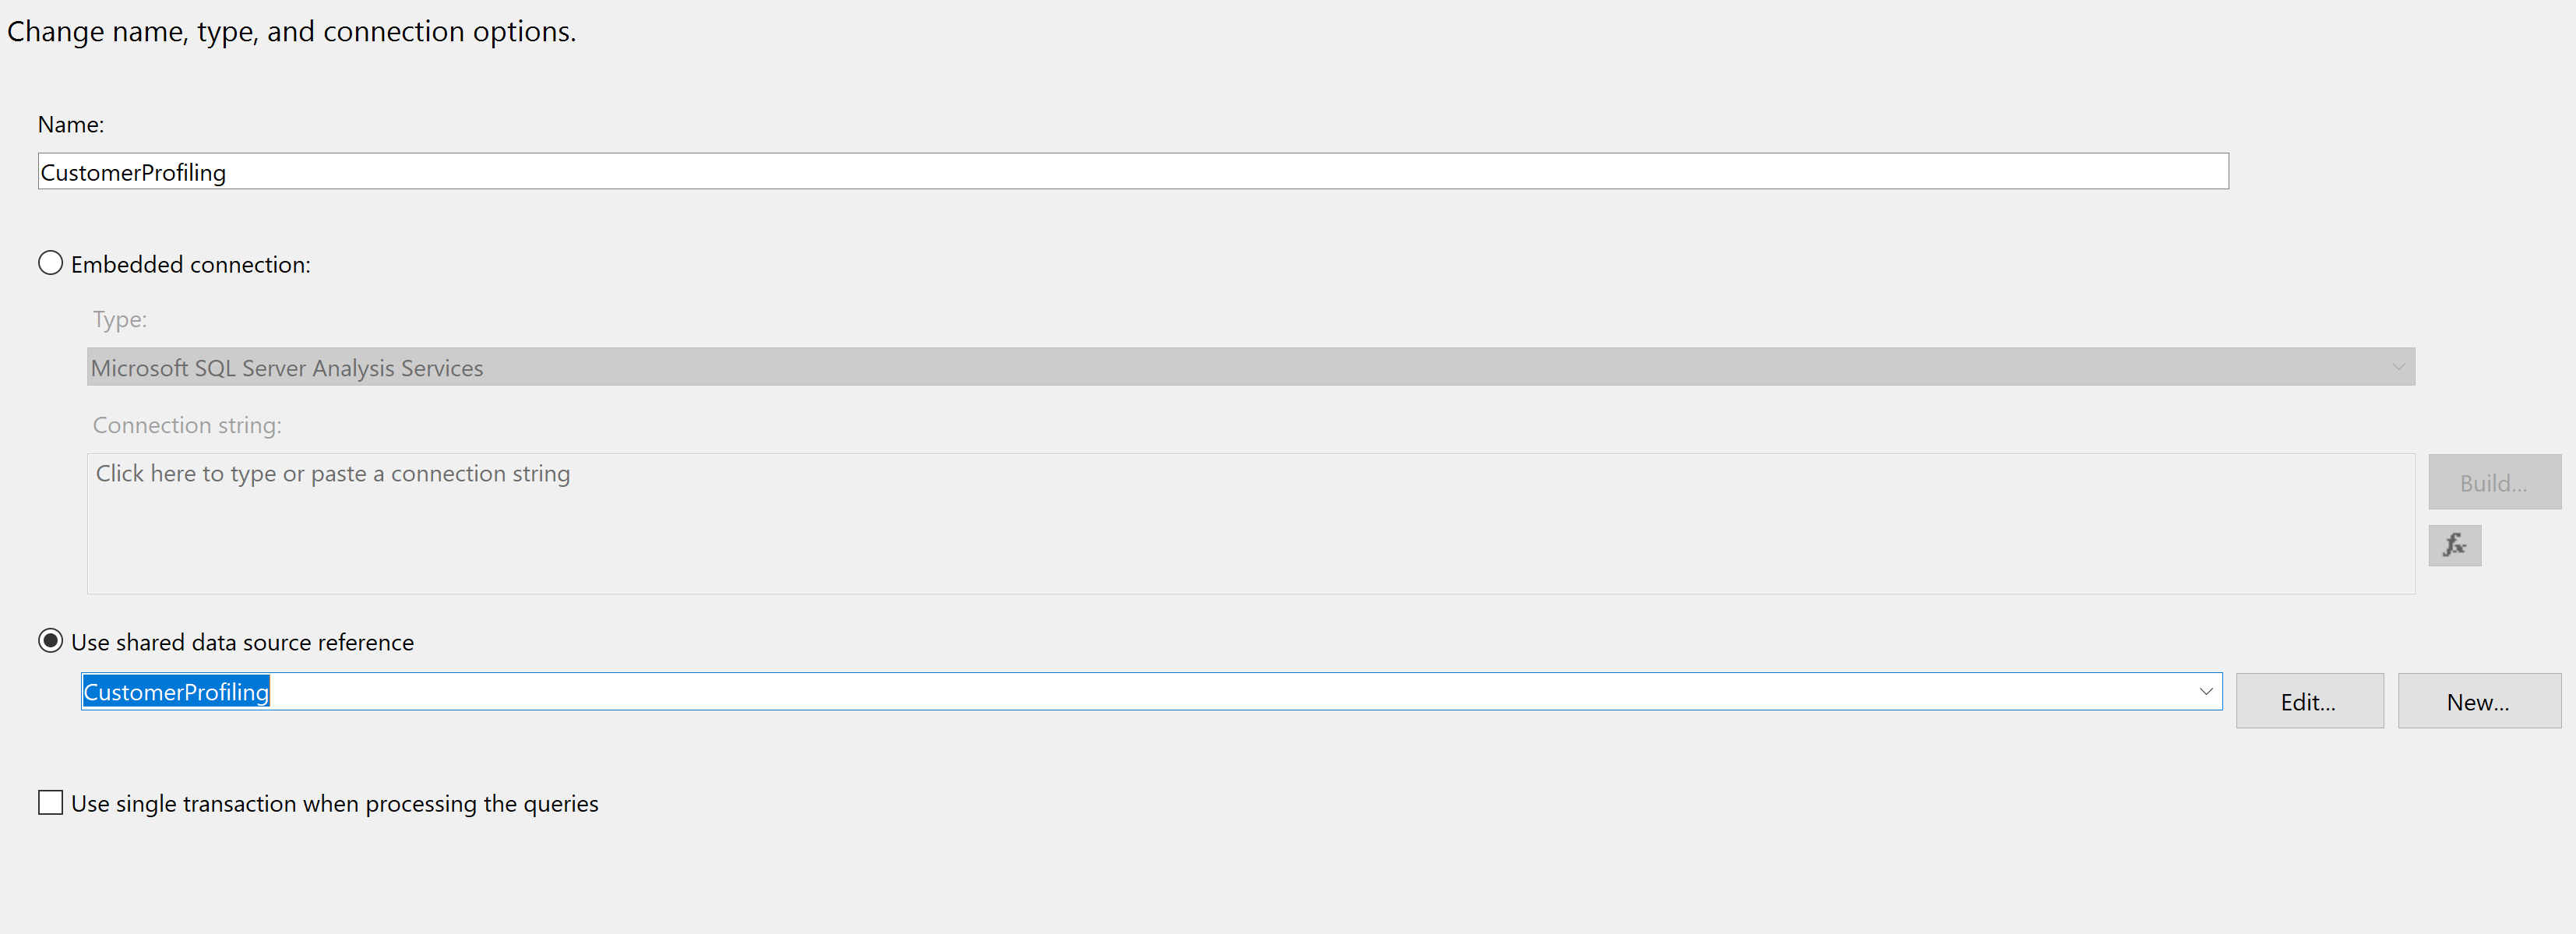 Change name, type, and connection options.
Name:
CustomerProfiling
Embedded connection:
Type:
Microsoft SQL Server Analysis Services
Connection string:
Click here to type or paste a connection string
Build...
fx
Use shared data source reference
CustomerProfiling
Edit...
New...
Use single transaction when processing the queries